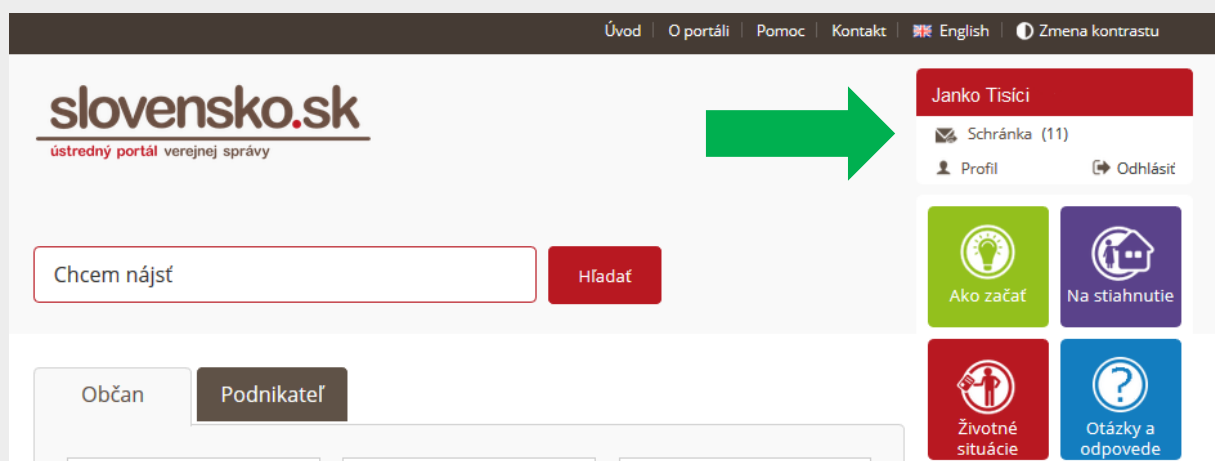 Úvod
O portáli
Pomoc
Kontakt
English
Zmena kontrastu
slovensko.sk
ústredný portál verejnej správy
Janko Tisíci
Schránka (11)
Profil
Odhlásiť
Chcem nájsť
Hľadať
Ako začať
Na stiahnutie
Občan
Podnikateľ
Životné
situácie
Otázky a
odpovede